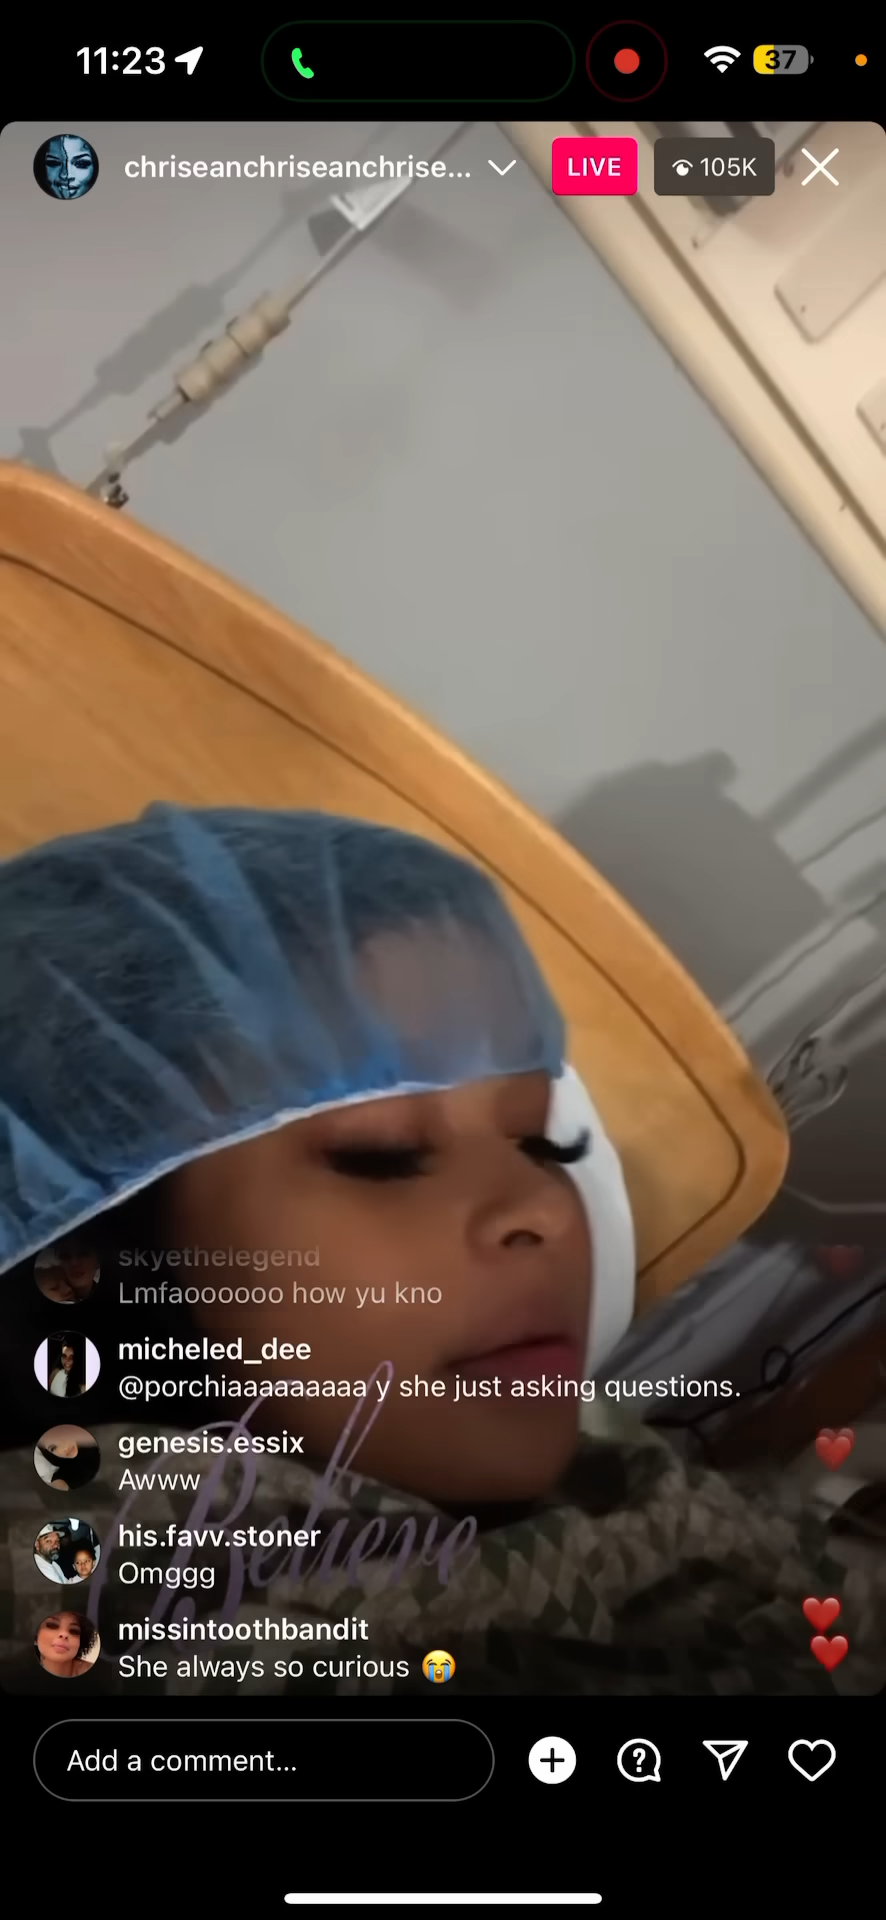 11:23
37
chriseanchriseanchrise...
LIVE
105K
skyethelegend
Lmfaoooooo how yu kno
micheled_dee
@porchiaaaaaaaaa y she just asking questions.
genesis.essix
Awww
his.favv.stoner
Omggg
Believe
missintoothbandit
She always so curious 😭
Add a comment...